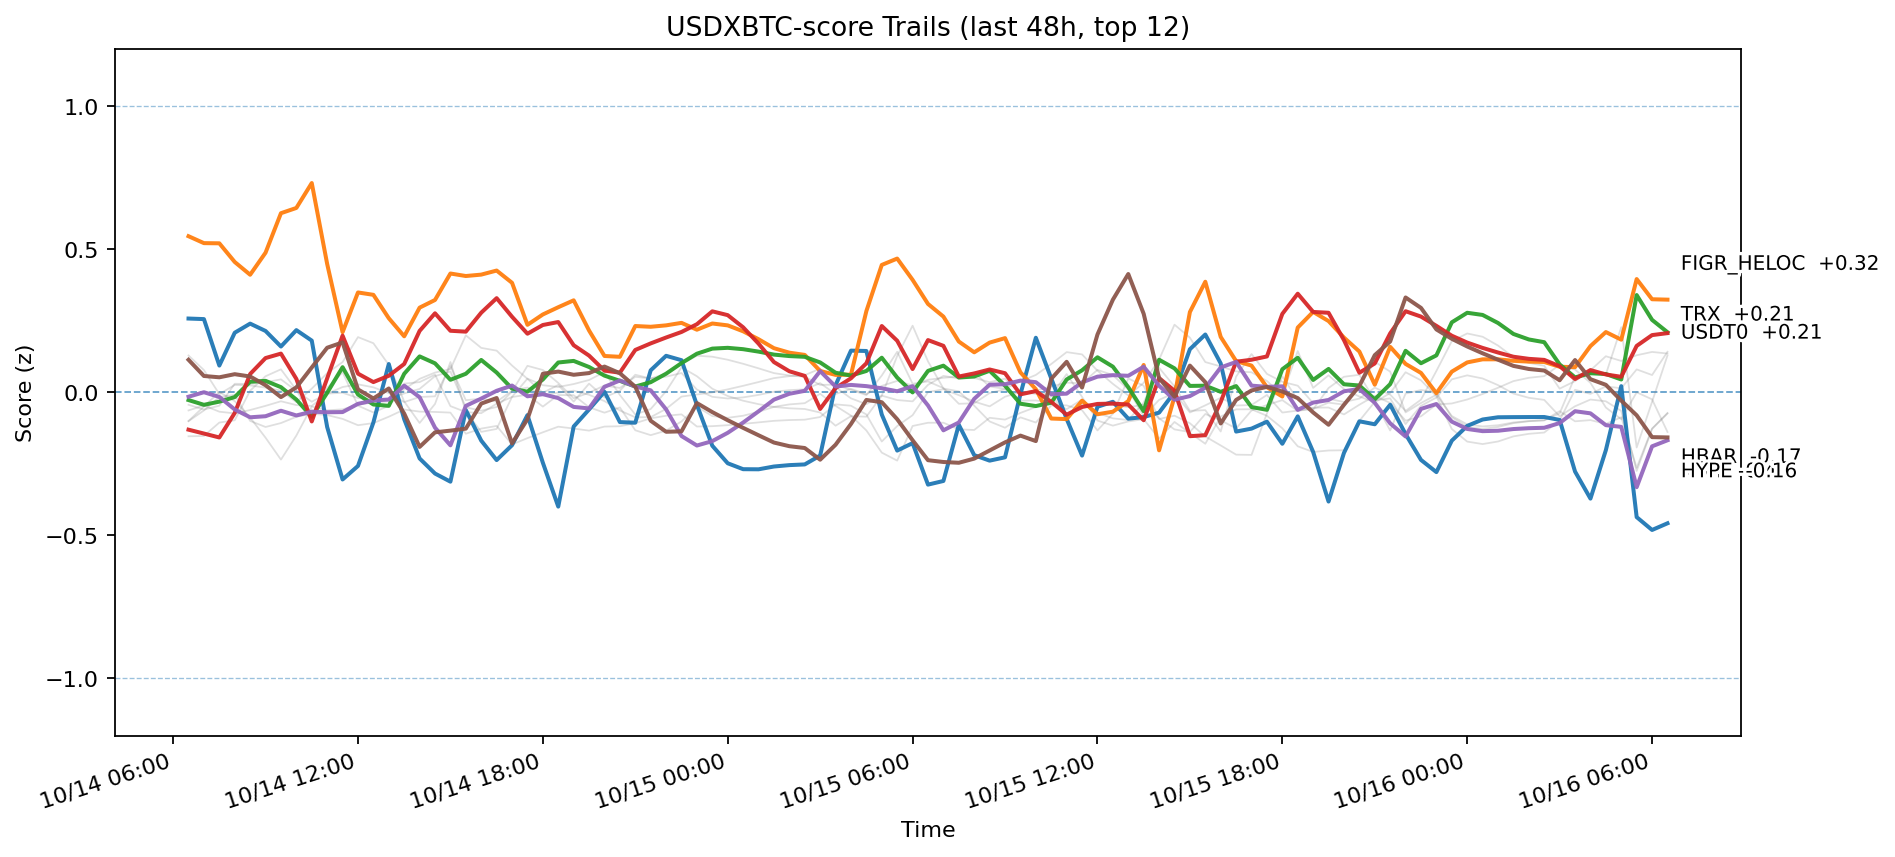 USDXBTC-score Trails (last 48h, top 12)
Score (z)
1.0
0.5
0.0
−0.5
−1.0
FIGR_HELOC +0.32
TRX +0.21
USDT0 +0.21
HBAR -0.17
HYPE
10/14 06:00
10/14 12:00
10/14 18:00
10/15 00:00
10/15 06:00
10/15 12:00
10/15 18:00
10/16 00:00
10/16 06:00
Time